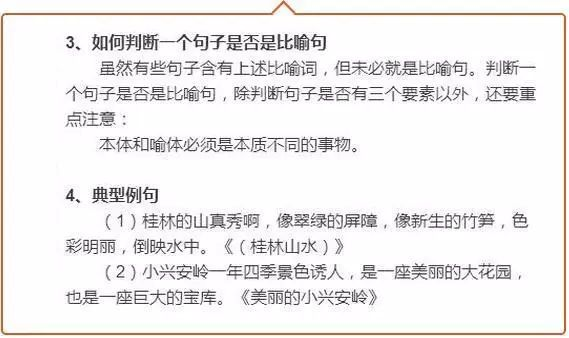 3、如何判断一个句子是否是比喻句
虽然有些句子含有上述比喻词，但未必就是比喻句。判断一
个句子是否是比喻句，除判断句子是否有三个要素以外，还要重
点注意：
本体和喻体必须是本质不同的事物。
4、典型例句
（1）桂林的山真秀啊，像翠绿的屏障，像新生的竹笋，色
彩明丽，倒映水中。《（桂林山水）》
（2）小兴安岭一年四季景色诱人，是一座美丽的大花园，
也是一座巨大的宝库。《美丽的小兴安岭》